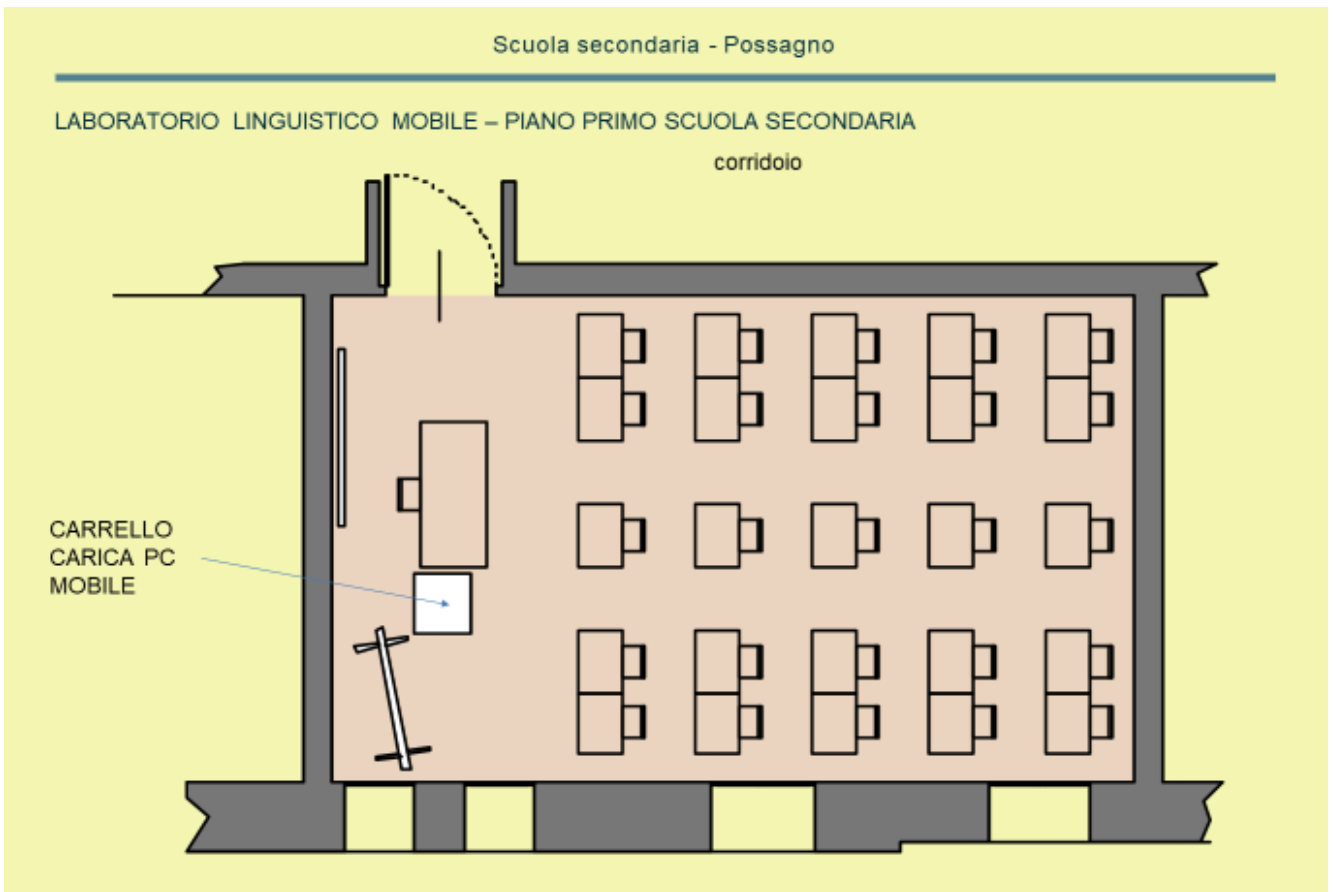 Scuola secondaria - Possagno
LABORATORIO LINGUISTICO MOBILE – PIANO PRIMO SCUOLA SECONDARIA
corridoio
CARRELLO
CARICA PC
MOBILE